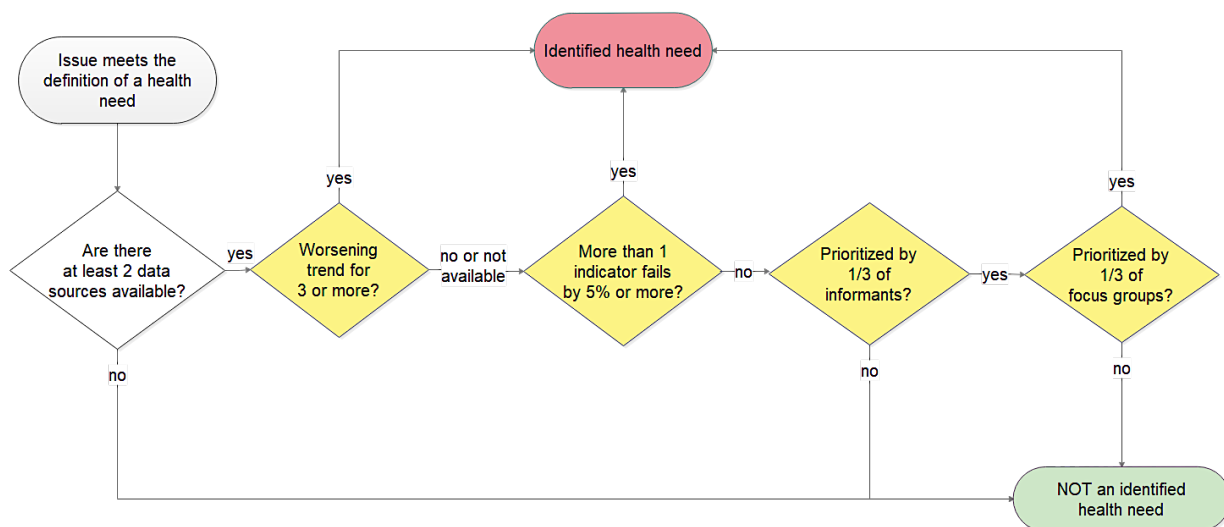 Issue meets the
definition of a health
need
Identified health need
yes
yes
yes
Are there
at least 2 data
sources available?
yes
Worsening
trend for
3 or more?
no or not
available
More than 1
indicator fails
by 5% or more?
no
Prioritized by
1/3 of
informants?
yes
Prioritized by
1/3 of
focus groups?
no
no
no
NOT an identified
health need